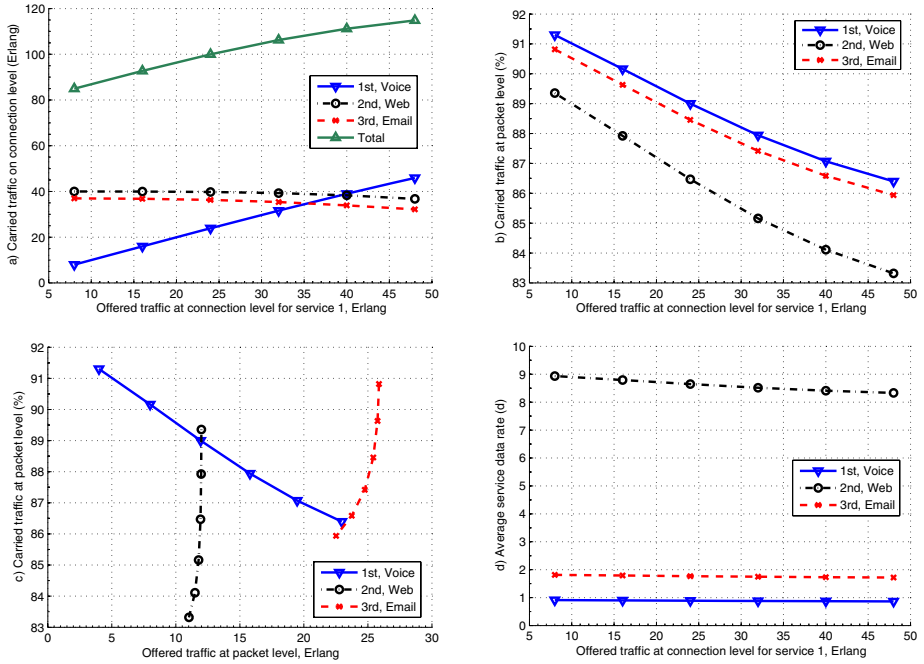 120
100
80
60
40
20
0
5 10 15 20 25 30 35 40 45 50
a) Carried traffic on connection level (Erlang)
Offered traffic at connection level for service 1, Erlang
1st, Voice
2nd, Web
3rd, Email
Total
92
91
90
89
88
87
86
85
84
83
5 10 15 20 25 30 35 40 45 50
b) Carried traffic at packet level (%)
Offered traffic at connection level for service 1, Erlang
1st, Voice
2nd, Web
3rd, Email
92
91
90
89
88
87
86
85
84
83
0 5 10 15 20 25 30
c) Carried traffic at packet level (%)
Offered traffic at packet level, Erlang
1st, Voice
2nd, Web
3rd, Email
10
9
8
7
6
5
4
3
2
1
0
5 10 15 20 25 30 35 40 45 50
d) Average servcice data rate (d)
Offered traffic at connection level for service 1, Erlang
1st, Voice
2nd, Web
3rd, Email